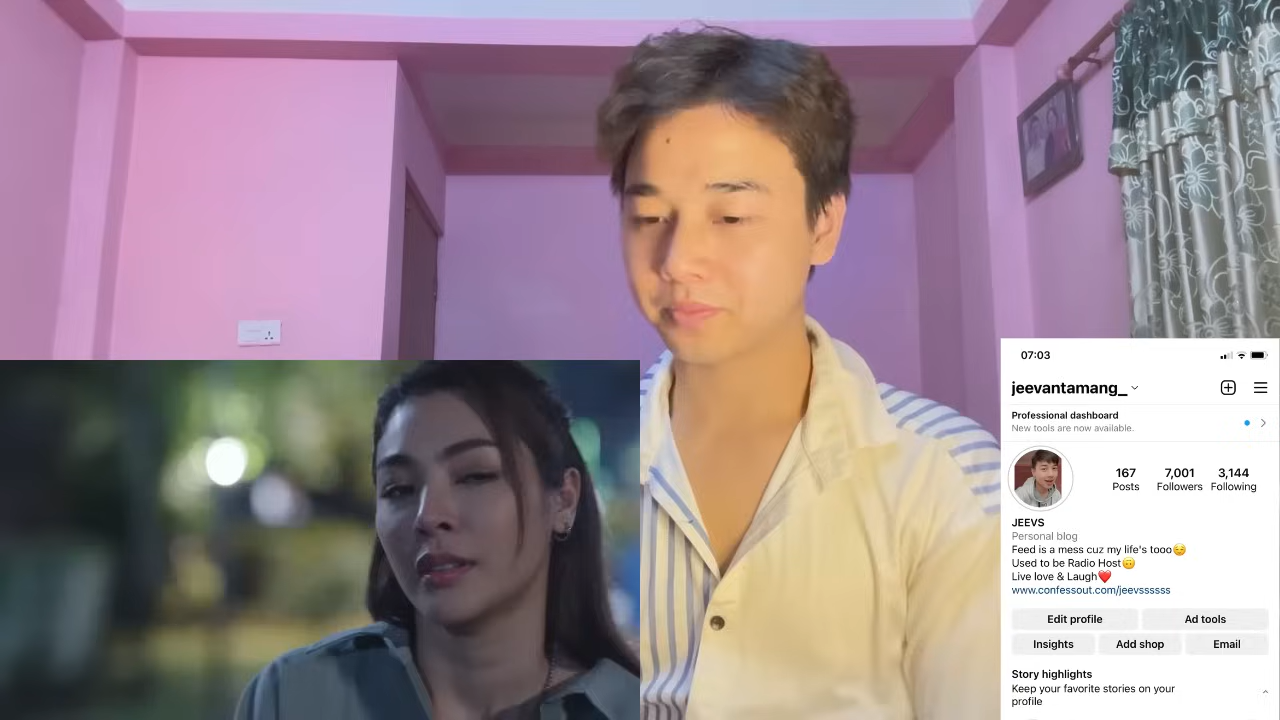 07:03
jeevantamang_
Professional dashboard
New tools are now available.
167 7,001 3,144
Posts Followers Following
JEEVS
Personal blog
Feed is a mess cuz my life's tooo😔
Used to be Radio Host🙃
Live love & Laugh❤️
www.confessout.com/jeevssssss
Edit profile Ad tools
Insights Add shop Email
Story highlights
Keep your favorite stories on your
profile